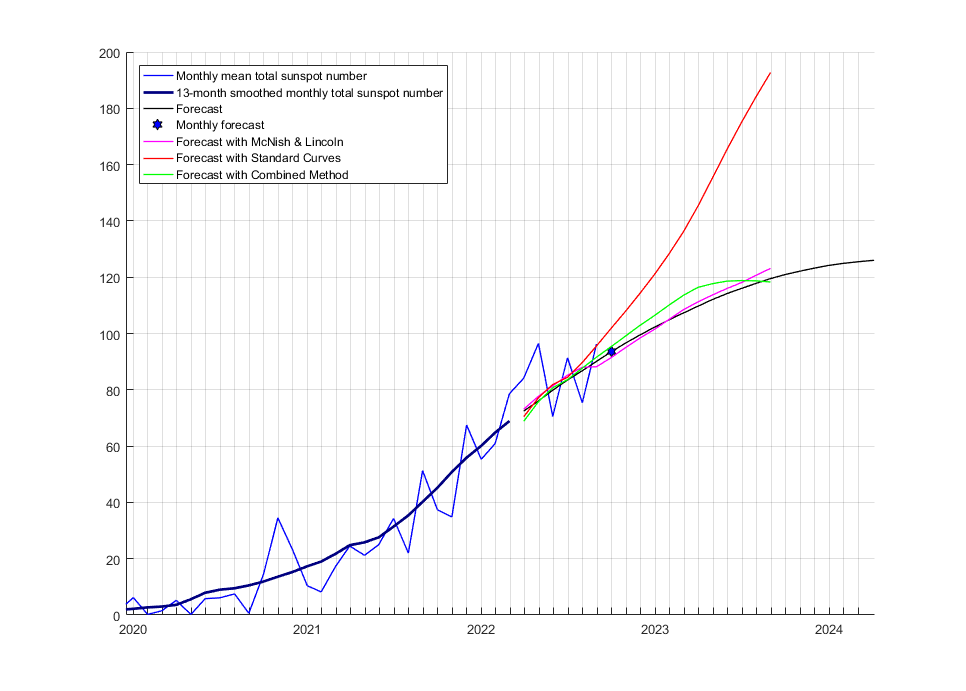 200
180
160
140
120
100
80
60
40
20
0
Monthly mean total sunspot number
13-month smoothed monthly total sunspot number
Forecast
Monthly forecast
Forecast with McNish & Lincoln
Forecast with Standard Curves
Forecast with Combined Method
2020 2021 2022 2023 2024